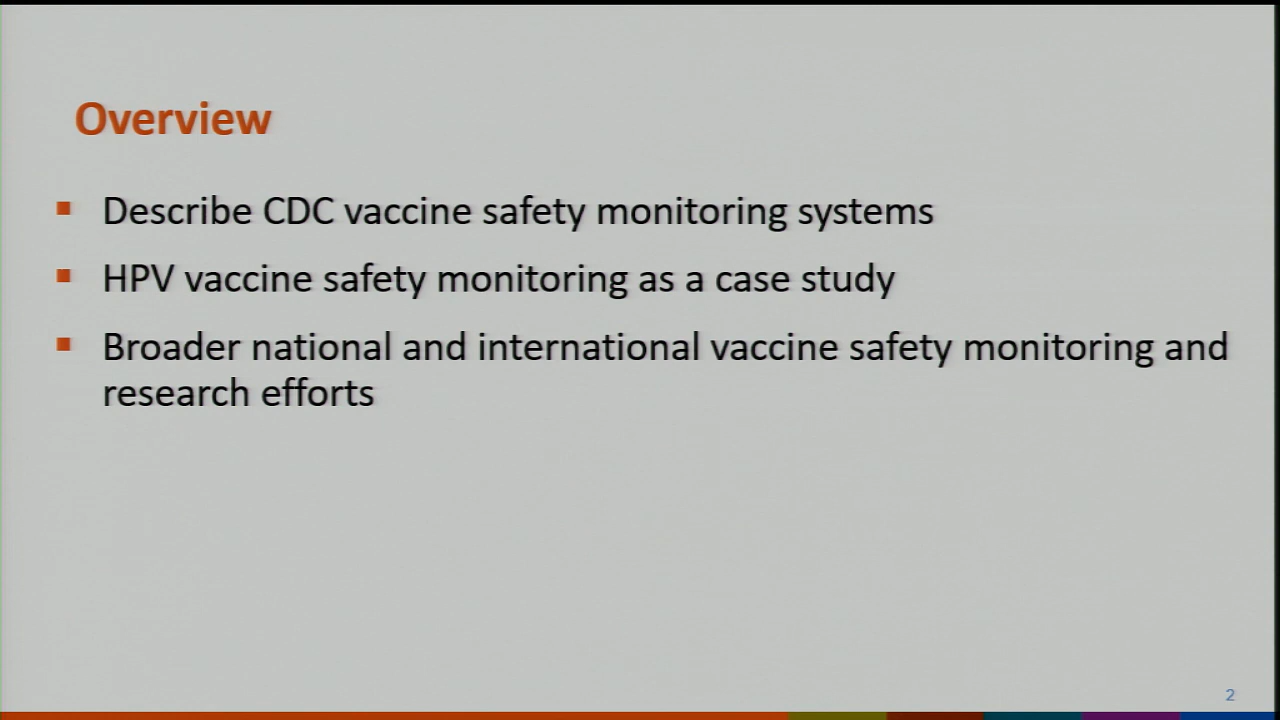 Overview
Describe CDC vaccine safety monitoring systems
HPV vaccine safety monitoring as a case study
Broader national and international vaccine safety monitoring and
research efforts
2